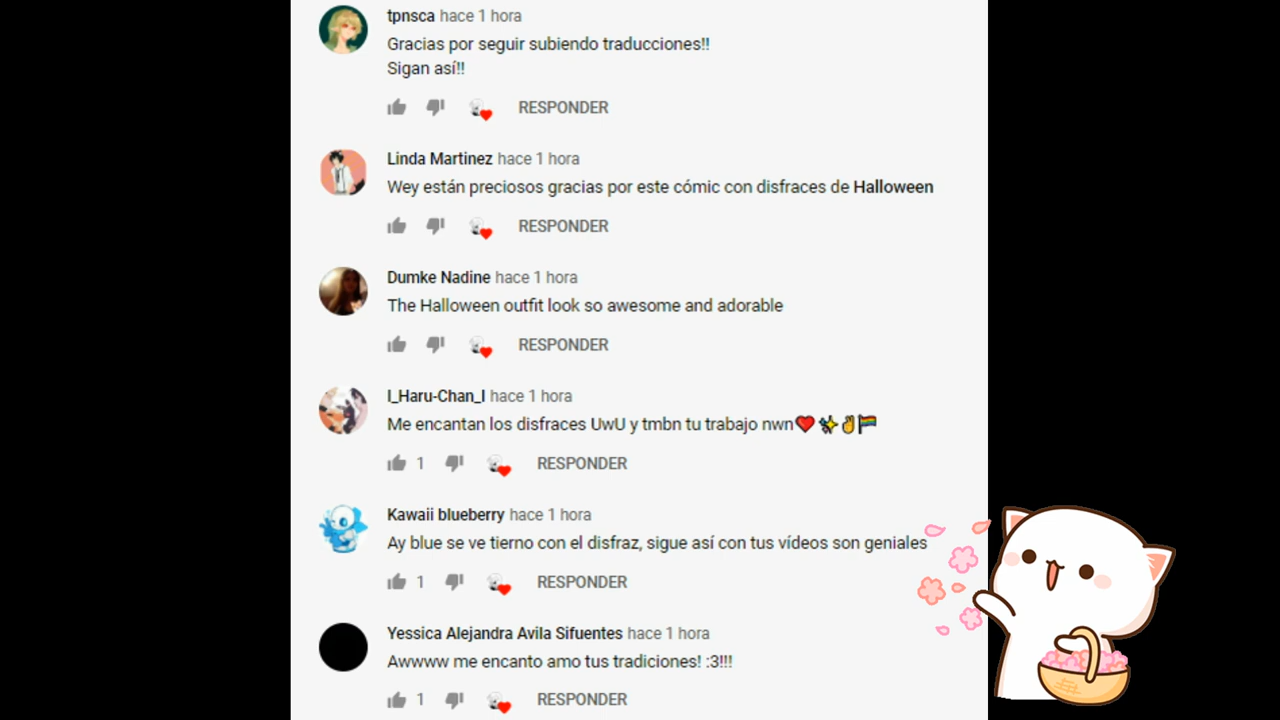 tpnsca hace 1 hora
Gracias por seguir subiendo traducciones!!
Sigan así!!
RESPONDER
Linda Martinez hace 1 hora
Wey están preciosos gracias por este cómic con disfraces de Halloween
RESPONDER
Dumke Nadine hace 1 hora
The Halloween outfit look so awesome and adorable
RESPONDER
I_Haru-Chan_I hace 1 hora
Me encantan los disfraces UwU y tmbn tu trabajo nwn❤️✨✌️🏳️‍🌈
1 RESPONDER
Kawaii blueberry hace 1 hora
Ay blue se ve tierno con el disfraz, sigue así con tus vídeos son geniales
1 RESPONDER
Yessica Alejandra Avila Sifuentes hace 1 hora
Awwww me encanto amo tus tradiciones! :3!!!
1 RESPONDER